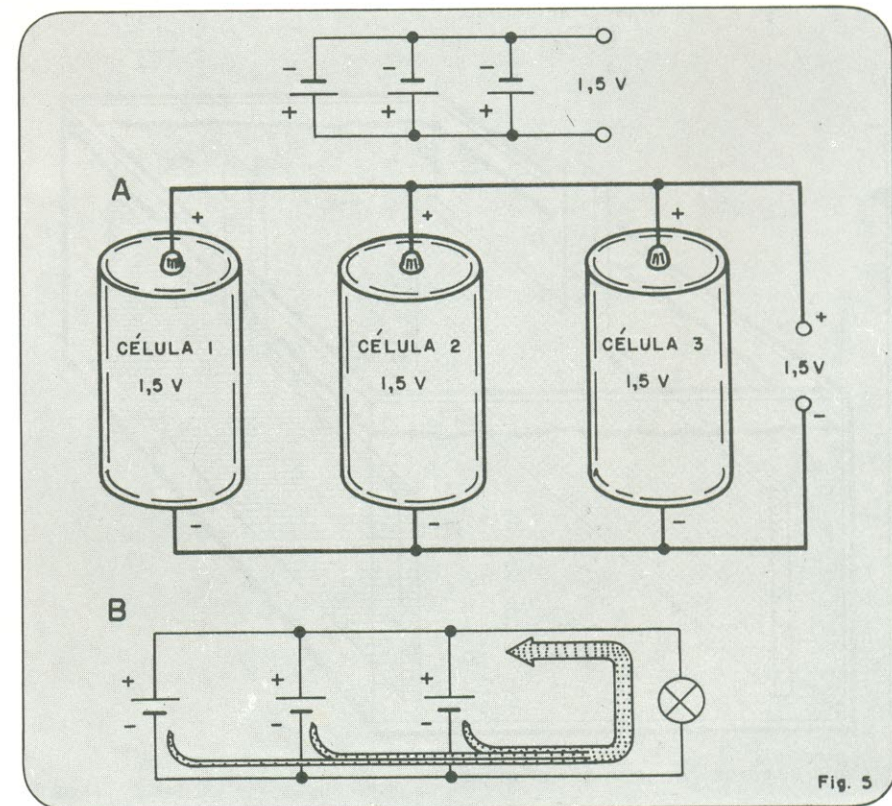 - - -
1,5 V
+ + +
A
+ + +
CÉLULA 1 CÉLULA 2 CÉLULA 3
1,5 V 1,5 V 1,5 V
+
1,5 V
-
- - -
B
+ + +
- - -
Fig. 5